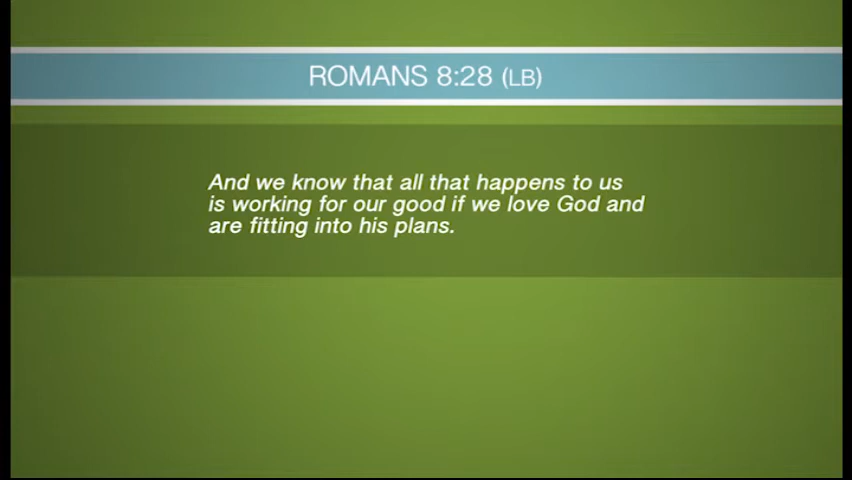 ROMANS 8:28 (LB)
And we know that all that happens to us
is working for our good if we love God and
are fitting into his plans.